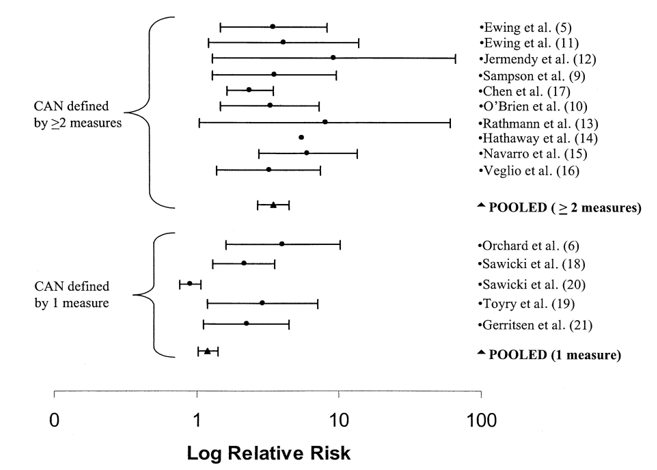 •Ewing et al. (5)
•Ewing et al. (11)
•Jermendy et al. (12)
•Sampson et al. (9)
•Chen et al. (17)
•O'Brien et al. (10)
•Rathmann et al. (13)
•Hathaway et al. (14)
•Navarro et al. (15)
•Veglio et al. (16)
CAN defined
by ≥2 measures
▲ POOLED ( ≥ 2 measures)
•Orchard et al. (6)
•Sawicki et al. (18)
•Sawicki et al. (20)
•Toyry et al. (19)
•Gerritsen et al. (21)
CAN defined
by 1 measure
▲ POOLED (1 measure)
0 1 10 100
Log Relative Risk